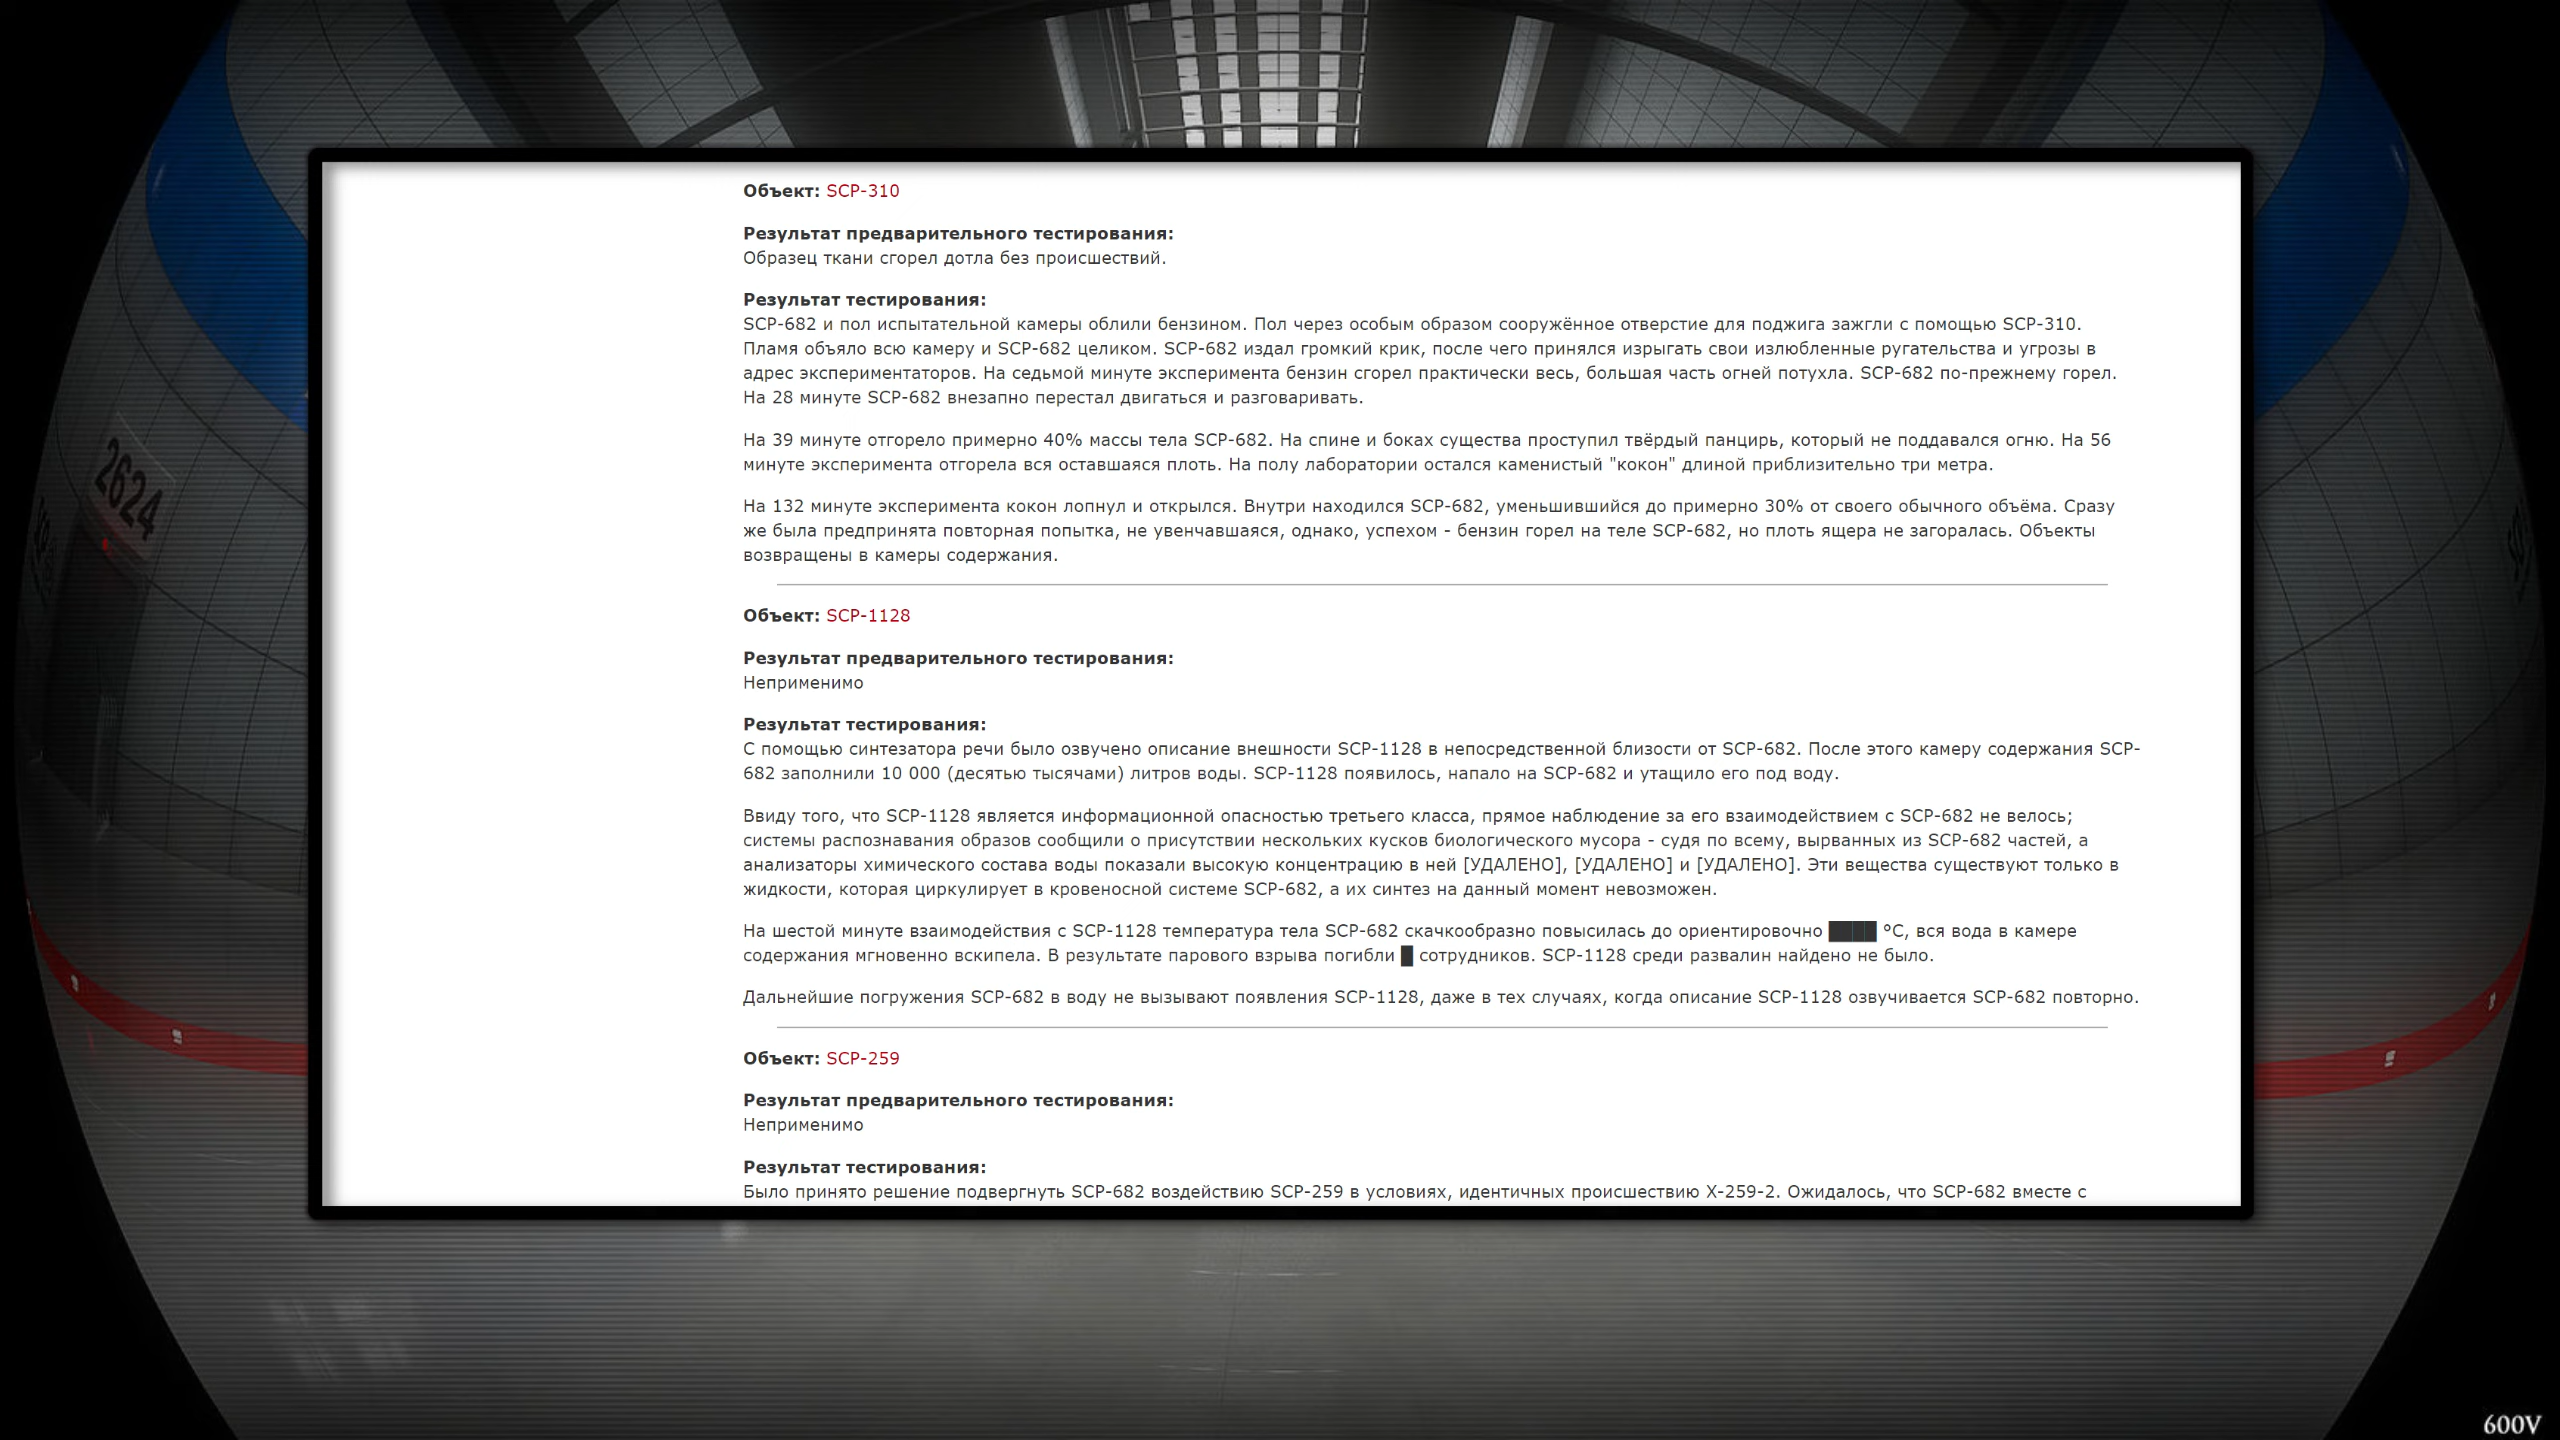 Объект: SCP-310
Результат предварительного тестирования:
Образец ткани сгорел дотла без происшествий.
Результат тестирования:
SCP-682 и пол испытательной камеры облили бензином. Пол через особым образом сооружённое отверстие для поджига зажгли с помощью SCP-310.
Пламя объяло всю камеру и SCP-682 целиком. SCP-682 издал громкий крик, после чего принялся изрыгать свои излюбленные ругательства и угрозы в
адрес экспериментаторов. На седьмой минуте эксперимента бензин сгорел практически весь, большая часть огней потухла. SCP-682 по-прежнему горел.
На 28 минуте SCP-682 внезапно перестал двигаться и разговаривать.
На 39 минуте отгорело примерно 40% массы тела SCP-682. На спине и боках существа проступил твёрдый панцирь, который не поддавался огню. На 56
минуте эксперимента отгорела вся оставшаяся плоть. На полу лаборатории остался каменистый "кокон" длиной приблизительно три метра.
На 132 минуте эксперимента кокон лопнул и открылся. Внутри находился SCP-682, уменьшившийся до примерно 30% от своего обычного объёма. Сразу
же была предпринята повторная попытка, не увенчавшаяся, однако, успехом - бензин горел на теле SCP-682, но плоть ящера не загоралась. Объекты
возвращены в камеры содержания.
Объект: SCP-1128
Результат предварительного тестирования:
Неприменимо
Результат тестирования:
С помощью синтезатора речи было озвучено описание внешности SCP-1128 в непосредственной близости от SCP-682. После этого камеру содержания SCP-
682 заполнили 10 000 (десятью тысячами) литров воды. SCP-1128 появилось, напало на SCP-682 и утащило его под воду.
Ввиду того, что SCP-1128 является информационной опасностью третьего класса, прямое наблюдение за его взаимодействием с SCP-682 не велось;
системы распознавания образов сообщили о присутствии нескольких кусков биологического мусора - судя по всему, вырванных из SCP-682 частей, а
анализаторы химического состава воды показали высокую концентрацию в ней [УДАЛЕНО], [УДАЛЕНО] и [УДАЛЕНО]. Эти вещества существуют только в
жидкости, которая циркулирует в кровеносной системе SCP-682, а их синтез на данный момент невозможен.
На шестой минуте взаимодействия с SCP-1128 температура тела SCP-682 скачкообразно повысилась до ориентировочно ████ °C, вся вода в камере
содержания мгновенно вскипела. В результате парового взрыва погибли █ сотрудников. SCP-1128 среди развалин найдено не было.
Дальнейшие погружения SCP-682 в воду не вызывают появления SCP-1128, даже в тех случаях, когда описание SCP-1128 озвучивается SCP-682 повторно.
Объект: SCP-259
Результат предварительного тестирования:
Неприменимо
Результат тестирования:
Было принято решение подвергнуть SCP-682 воздействию SCP-259 в условиях, идентичных происшествию X-259-2. Ожидалось, что SCP-682 вместе с
2624
600V